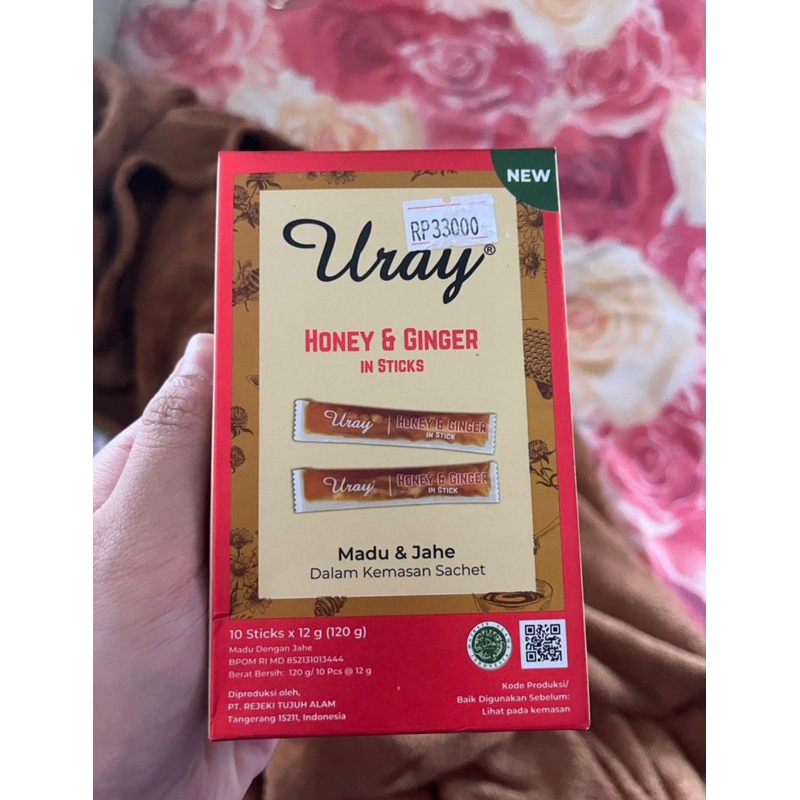 NEW
RP33000
Uray®
HONEY & GINGER
IN STICKS
Uray | HONEY & GINGER
IN STICK
Uray | HONEY & GINGER
IN STICK
Madu & Jahe
Dalam Kemasan Sachet
10 Sticks x 12 g (120 g)
Madu Dengan Jahe
BPOM RI MD 852131013444
Berat Bersih: 120 g/ 10 Pcs @ 12 g
Diproduksi oleh,
PT. REJEKI TUJUH ALAM
Tangerang 15211, Indonesia
Kode Produksi/
Baik Digunakan Sebelum:
Lihat pada kemasan